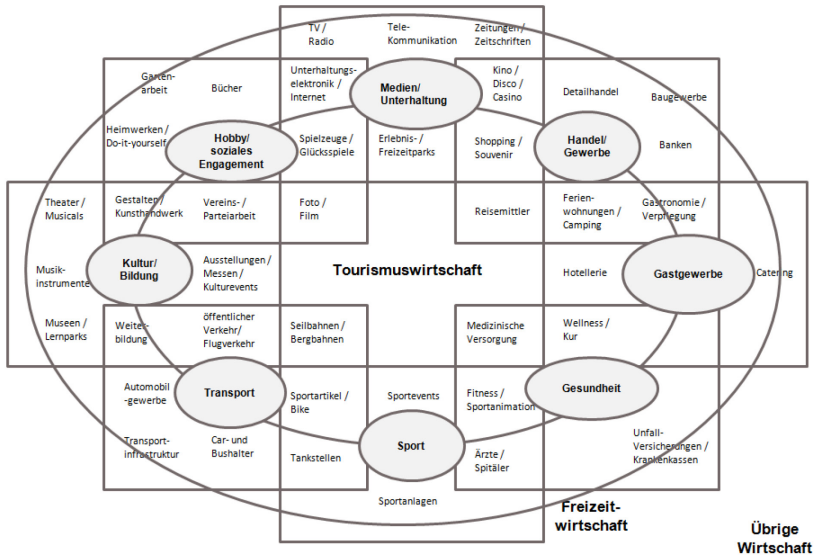 TV /
Radio
Tele-
Kommunikation
Zeitungen/
Zeitschriften
Garten-
arbeit
Bücher
Unterhaltungs-
elektronik /
Internet
Medien/
Unterhaltung
Kino /
Disco /
Casino
Detailhandel
Baugewerbe
Heimwerken /
Do-it-yourself
Hobby/
soziales
Engagement
Spielzeuge /
Glücksspiele
Erlebnis- /
Freizeitparks
Shopping /
Souvenir
Handel/
Gewerbe
Banken
Theater /
Musicals
Gestalten /
Kunsthandwerk
Vereins- /
Parteiarbeit
Foto /
Film
Reisemittler
Ferien-
wohnungen /
Camping
Gastronomie /
Verpflegung
Musik-
instrumente
Kultur/
Bildung
Ausstellungen /
Messen /
Kulturevents
Tourismuswirtschaft
Hotellerie
Gastgewerbe
Catering
Museen /
Lernparks
Weiter-
bildung
öffentlicher
Verkehr/
Flugverkehr
Seilbahnen /
Bergbahnen
Medizinische
Versorgung
Wellness /
Kur
Automobil
-gewerbe
Transport
Sportartikel /
Bike
Sportevents
Fitness /
Sportanimation
Gesundheit
Transport-
infrastruktur
Car- und
Bushalter
Tankstellen
Sport
Ärzte /
Spitäler
Unfall-
Versicherungen /
Krankenkassen
Sportanlagen
Freizeit-
wirtschaft
Übrige
Wirtschaft